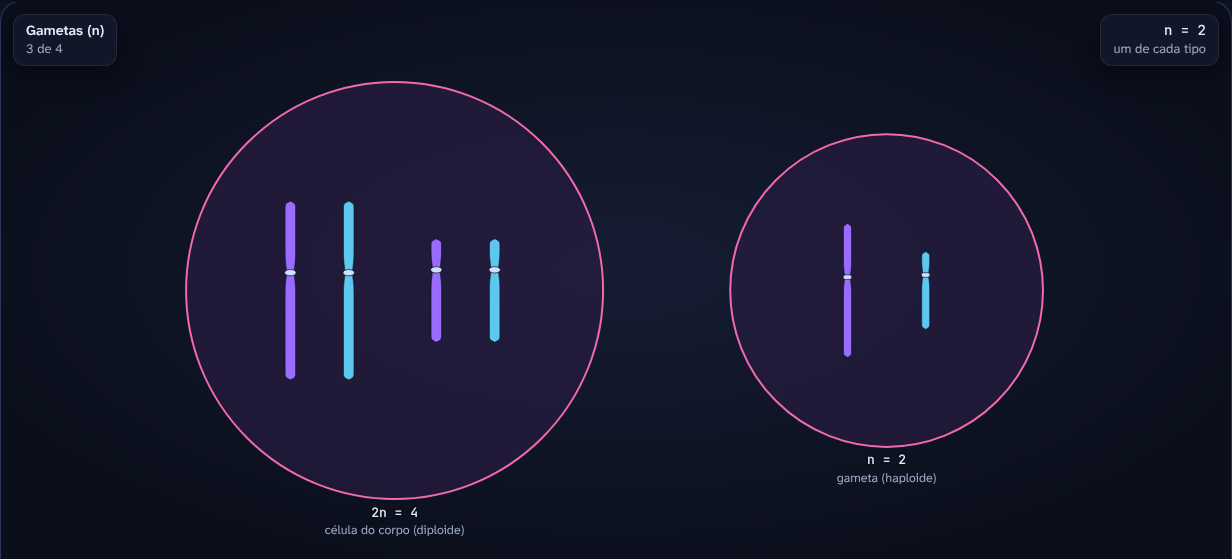 Gametas (n)
3 de 4
n = 2
um de cada tipo
n = 2
gameta (haploide)
2n = 4
célula do corpo (diploide)